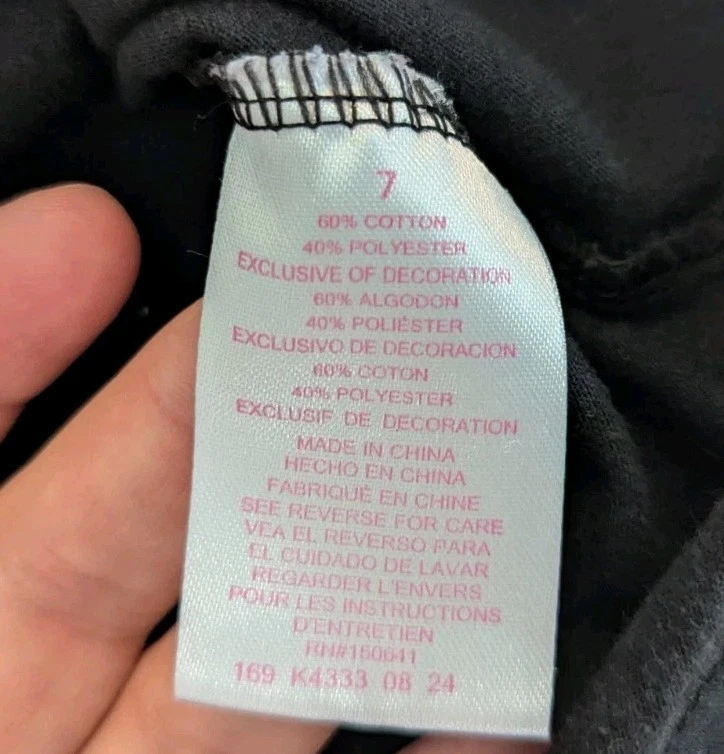 7
60% COTTON
40% POLYESTER
EXCLUSIVE OF DECORATION
60% ALGODON
40% POLIÉSTER
EXCLUSIVO DE DECORACION
60% COTON
40% POLYESTER
EXCLUSIF DE DECORATION
MADE IN CHINA
HECHO EN CHINA
FABRIQUÉ EN CHINE
SEE REVERSE FOR CARE
VEA EL REVERSO PARA
EL CUIDADO DE LAVAR
REGARDER L'ENVERS
POUR LES INSTRUCTIONS
D'ENTRETIEN
RN#150641
169 K4333 08 24